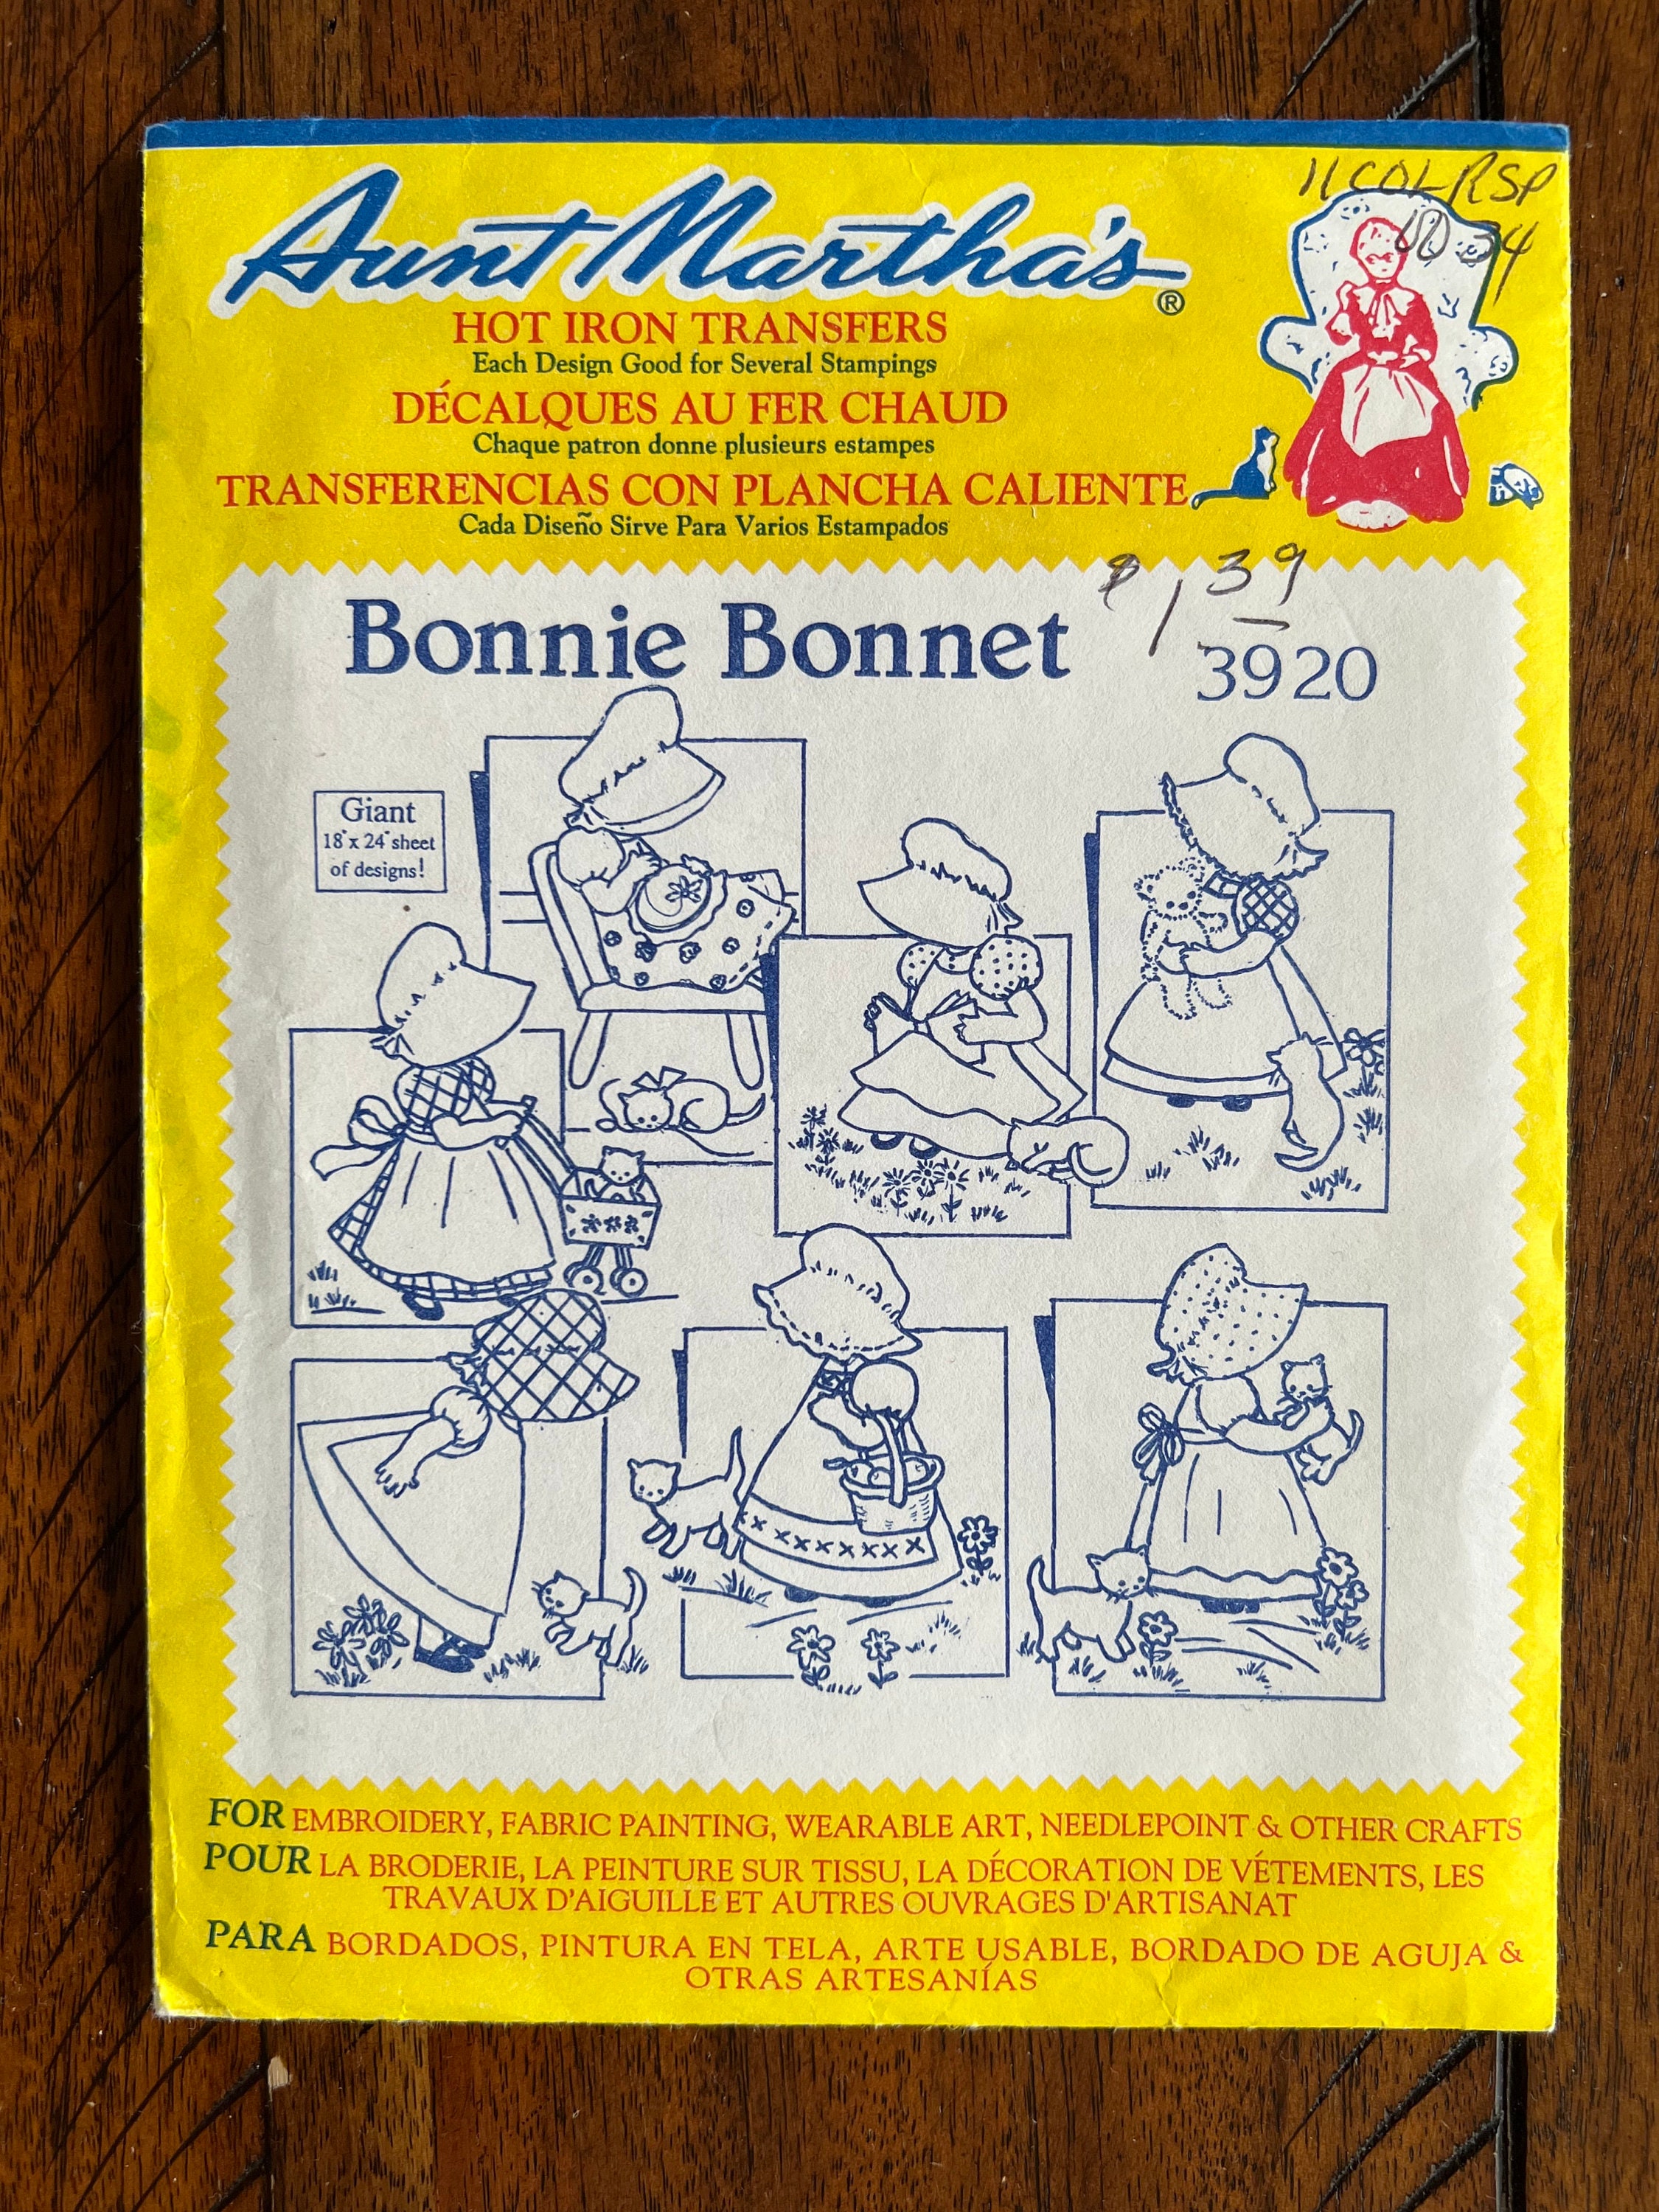 11 COL RSP
Aunt Martha's®
HOT IRON TRANSFERS
Each Design Good for Several Stampings
DÉCALQUES AU FER CHAUD
Chaque patron donne plusieurs estampes
TRANSFERENCIAS CON PLANCHA CALIENTE
Cada Diseño Sirve Para Varios Estampados
1,39
Bonnie Bonnet
3920
Giant
18" x 24" sheet
of designs!
FOR EMBROIDERY, FABRIC PAINTING, WEARABLE ART, NEEDLEPOINT & OTHER CRAFTS
POUR LA BRODERIE, LA PEINTURE SUR TISSU, LA DÉCORATION DE VÉTEMENTS, LES
TRAVAUX D'AIGUILLE ET AUTRES OUVRAGES D'ARTISANAT
PARA BORDADOS, PINTURA EN TELA, ARTE USABLE, BORDADO DE AGUJA &
OTRAS ARTESANÍAS